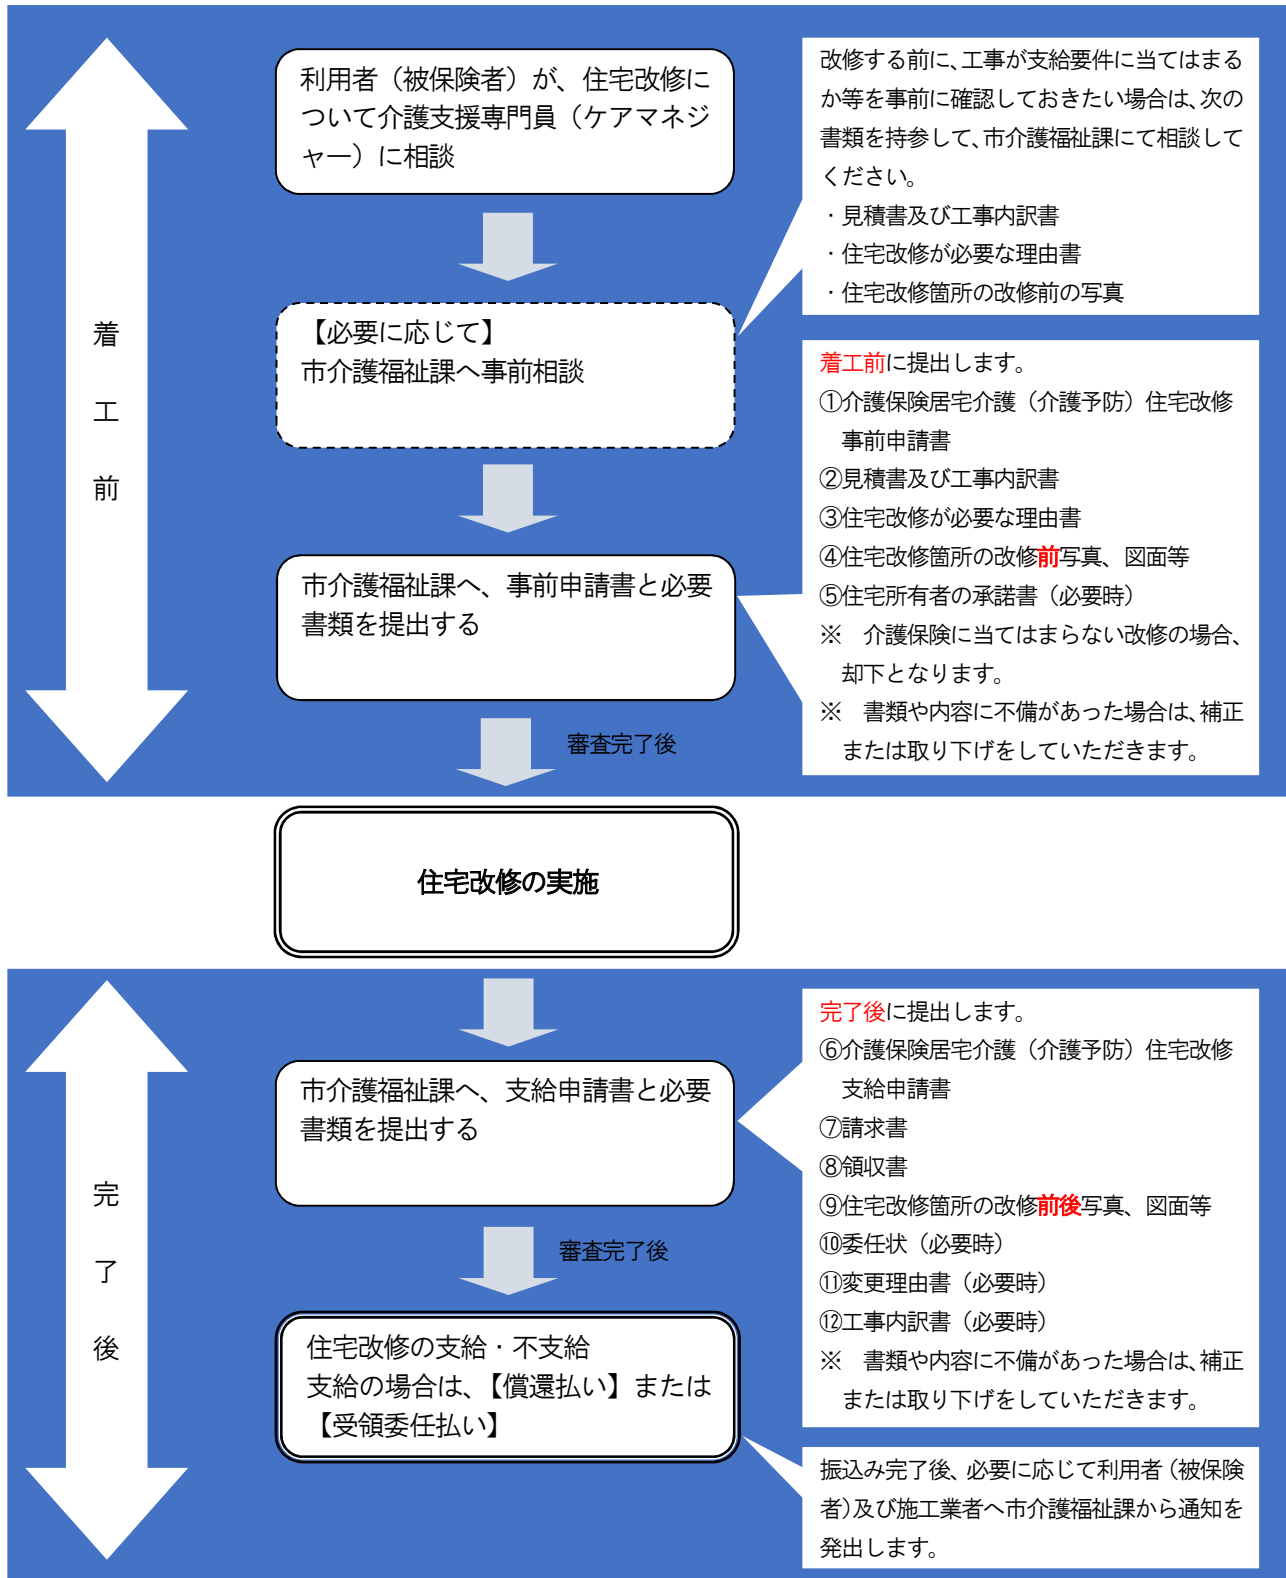 着
工
前
利用者（被保険者）が、住宅改修に
ついて介護支援専門員（ケアマネジ
ャー）に相談
改修する前に、工事が支給要件に当てはまる
か等を事前に確認しておきたい場合は、次の
書類を持参して、市介護福祉課にて相談して
ください。
・見積書及び工事内訳書
・住宅改修が必要な理由書
・住宅改修箇所の改修前の写真
【必要に応じて】
市介護福祉課へ事前相談
市介護福祉課へ、事前申請書と必要
書類を提出する
着工前に提出します。
①介護保険居宅介護（介護予防）住宅改修
事前申請書
②見積書及び工事内訳書
③住宅改修が必要な理由書
④住宅改修箇所の改修前写真、図面等
⑤住宅所有者の承諾書（必要時）
※　介護保険に当てはまらない改修の場合、
却下となります。
※　書類や内容に不備があった場合は、補正
または取り下げをしていただきます。
審査完了後
住宅改修の実施
完
了
後
市介護福祉課へ、支給申請書と必要
書類を提出する
完了後に提出します。
⑥介護保険居宅介護（介護予防）住宅改修
支給申請書
⑦請求書
⑧領収書
⑨住宅改修箇所の改修前後写真、図面等
⑩委任状（必要時）
⑪変更理由書（必要時）
⑫工事内訳書（必要時）
※　書類や内容に不備があった場合は、補正
または取り下げをしていただきます。
審査完了後
住宅改修の支給・不支給
支給の場合は、【償還払い】または
【受領委任払い】
振込み完了後、必要に応じて利用者（被保険
者）及び施工業者へ市介護福祉課から通知を
発出します。